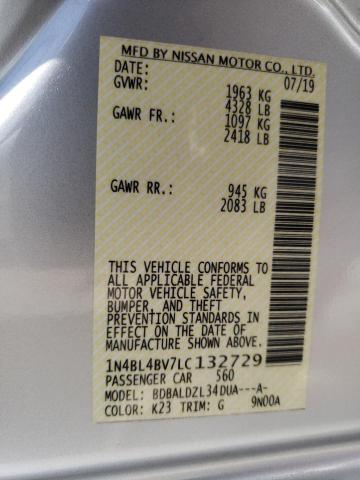 MFD BY NISSAN MOTOR CO., LTD.
DATE: 07/19
GVWR: 1963 KG
4328 LB
GAWR FR.: 1097 KG
2418 LB
GAWR RR.: 945 KG
2083 LB
THIS VEHICLE CONFORMS TO
ALL APPLICABLE FEDERAL
MOTOR VEHICLE SAFETY,
BUMPER, AND THEFT
PREVENTION STANDARDS IN
EFFECT ON THE DATE OF
MANUFACTURE SHOWN ABOVE.
1N4BL4BV7LC132729
PASSENGER CAR 560
MODEL: BDBALDZL34DUA---A-
COLOR: K23 TRIM: G 9N00A